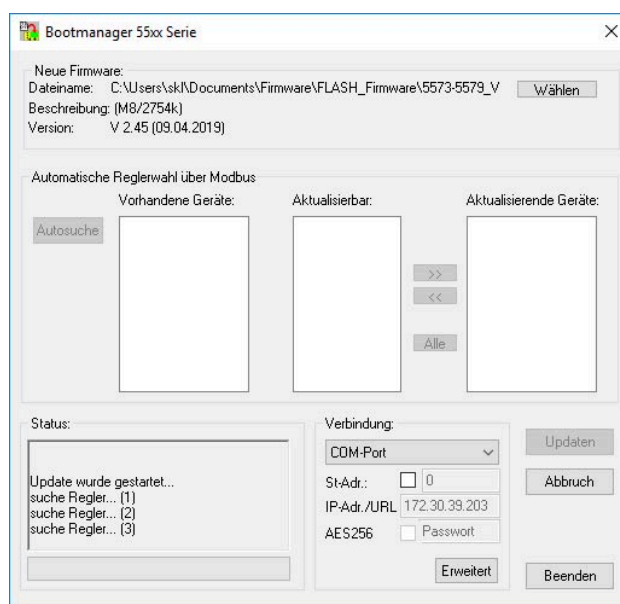 Bootmanager 55xx Serie
Neue Firmware:
Dateiname: C:\Users\skl\Documents\Firmware\FLASH_Firmware\5573-5579_V Wählen
Beschreibung: (M8/2754k)
Version: V 2.45 (09.04.2019)
Automatische Reglerwahl über Modbus
Vorhandene Geräte: Aktualisierbar: Aktualisierende Geräte:
Autosuche
>>
<<
Alle
Status:
Update wurde gestartet...
suche Regler... (1)
suche Regler... (2)
suche Regler... (3)
Verbindung:
COM-Port
St-Adr.: 0
IP-Adr./URL 172.30.39.203
AES256 Passwort
Erweitert
Updaten
Abbruch
Beenden